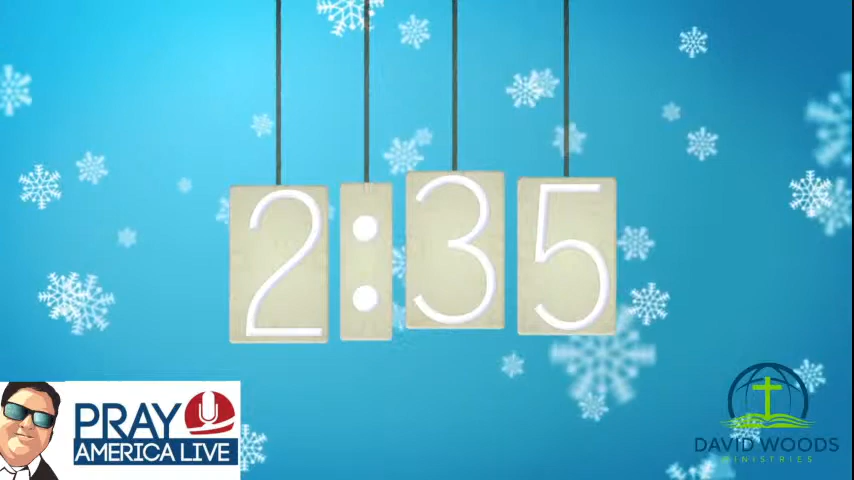 2:35
PRAY
AMERICA LIVE
DAVID WOODS
MINISTRIES